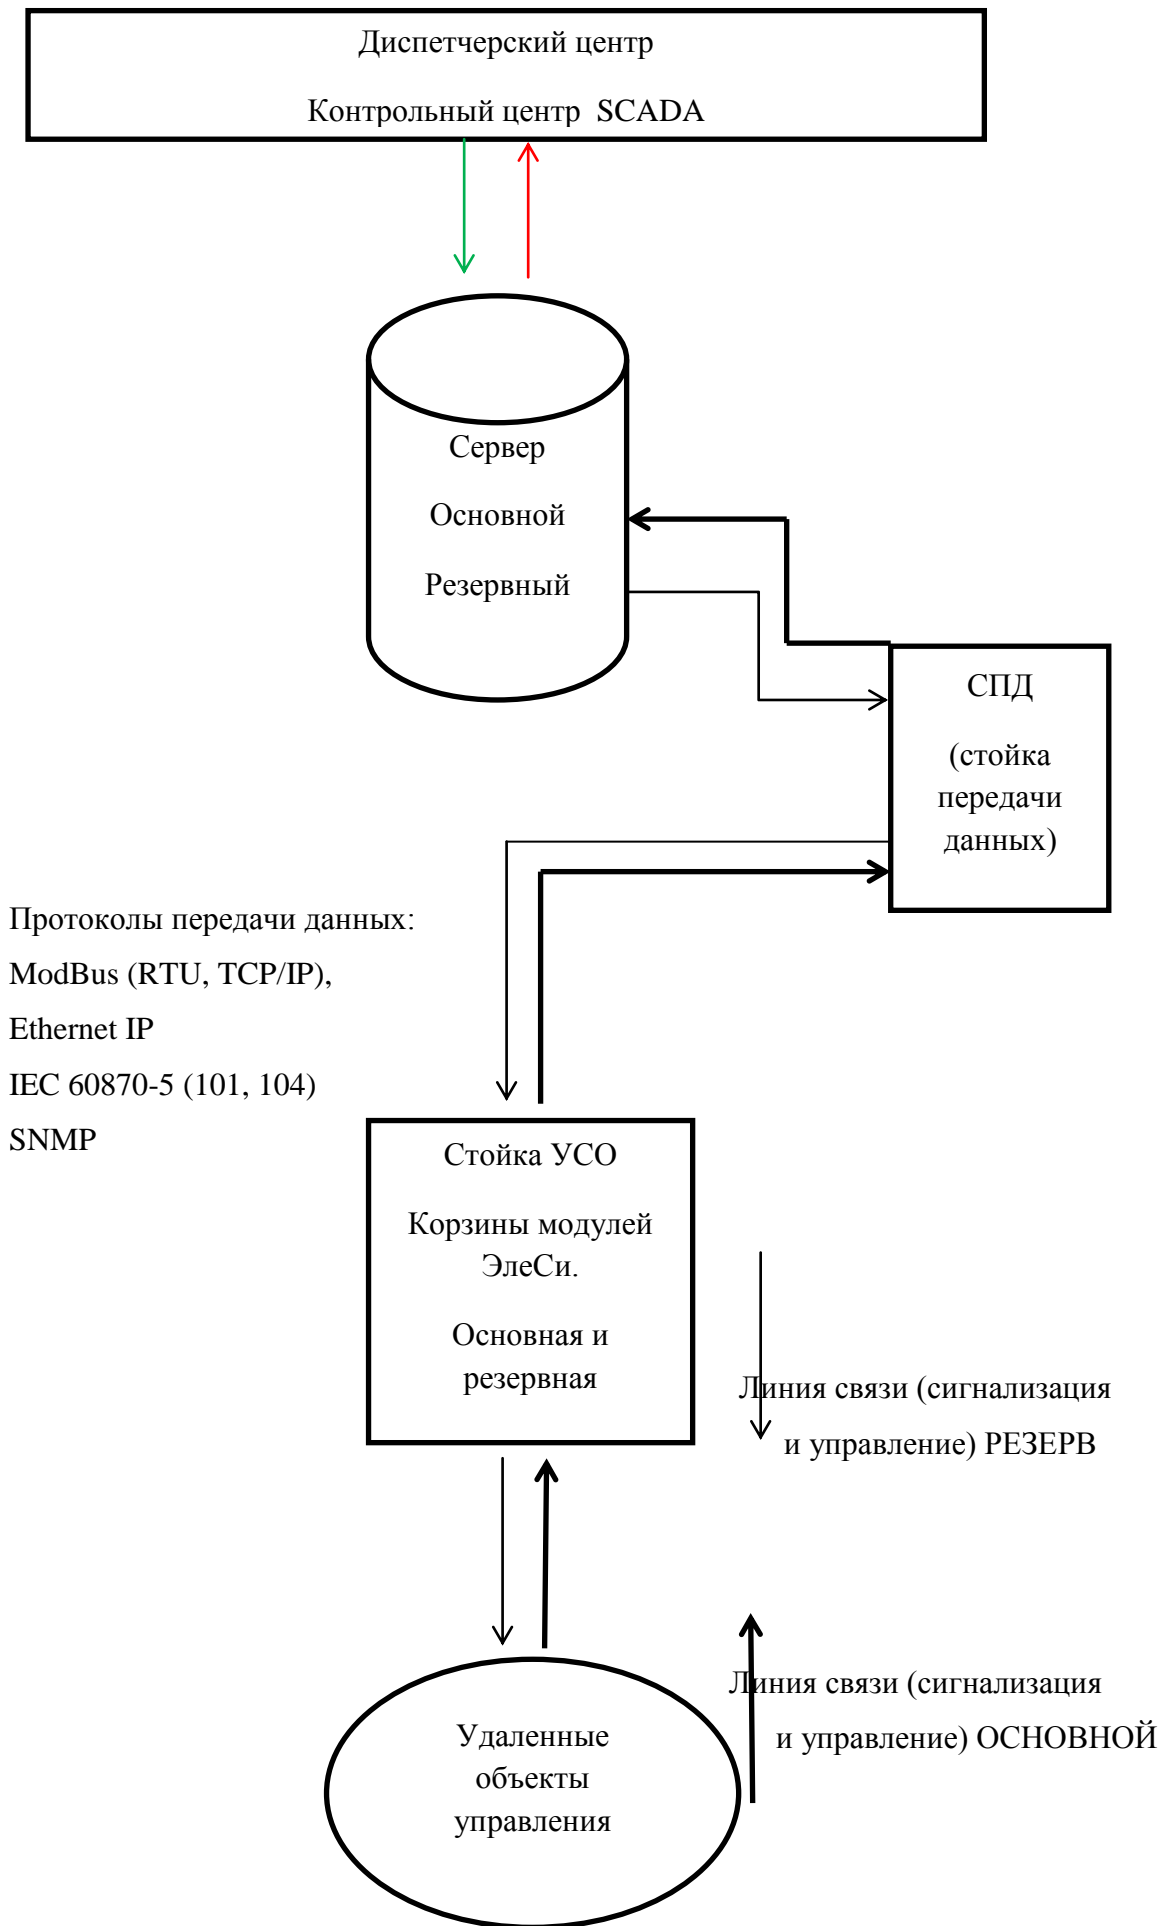 Диспетчерский центр
Контрольный центр SCADA
Сервер
Основной
Резервный
СПД
(стойка
передачи
данных)
Протоколы передачи данных:
ModBus (RTU, TCP/IP),
Ethernet IP
IEC 60870-5 (101, 104)
SNMP
Стойка УСО
Корзины модулей
ЭлеСи.
Основная и
резервная
Линия связи (сигнализация
и управление) РЕЗЕРВ
Линия связи (сигнализация
и управление) ОСНОВНОЙ
Удаленные
объекты
управления